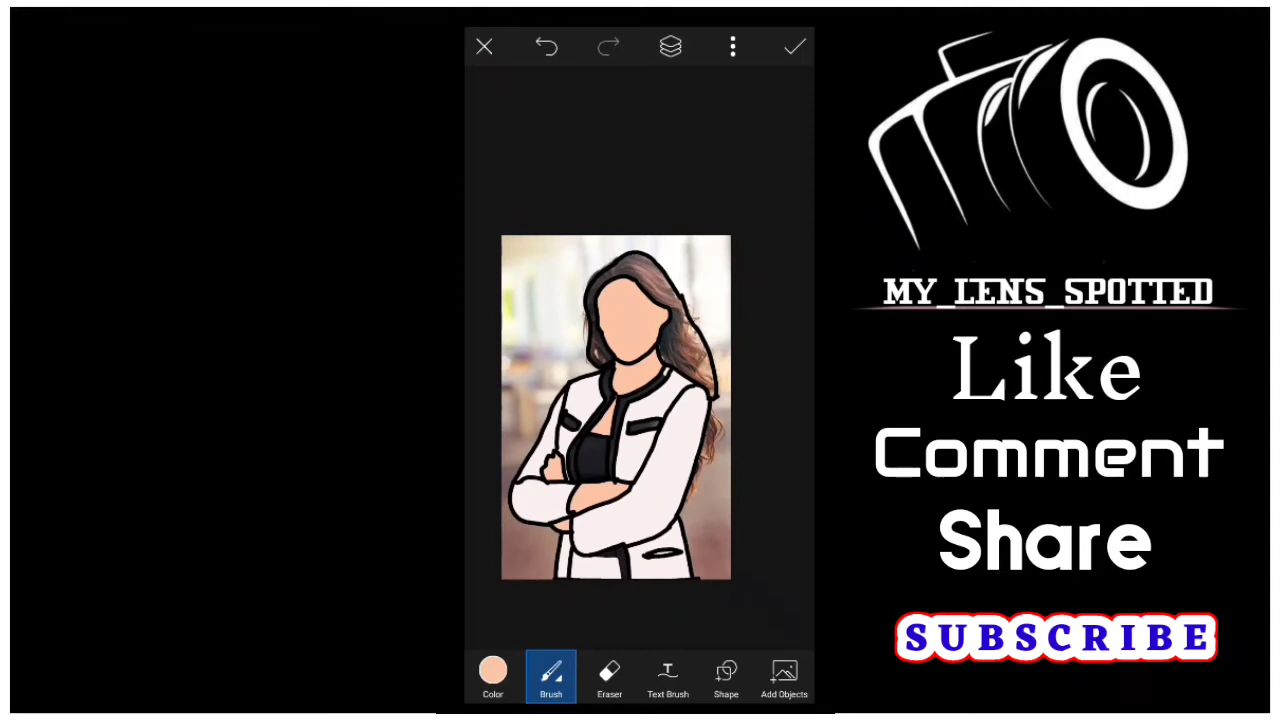 MY_LENS_SPOTTED
Like
Comment
Share
SUBSCRIBE
Color
Brush
Eraser
Text Brush
Shape
Add Objects